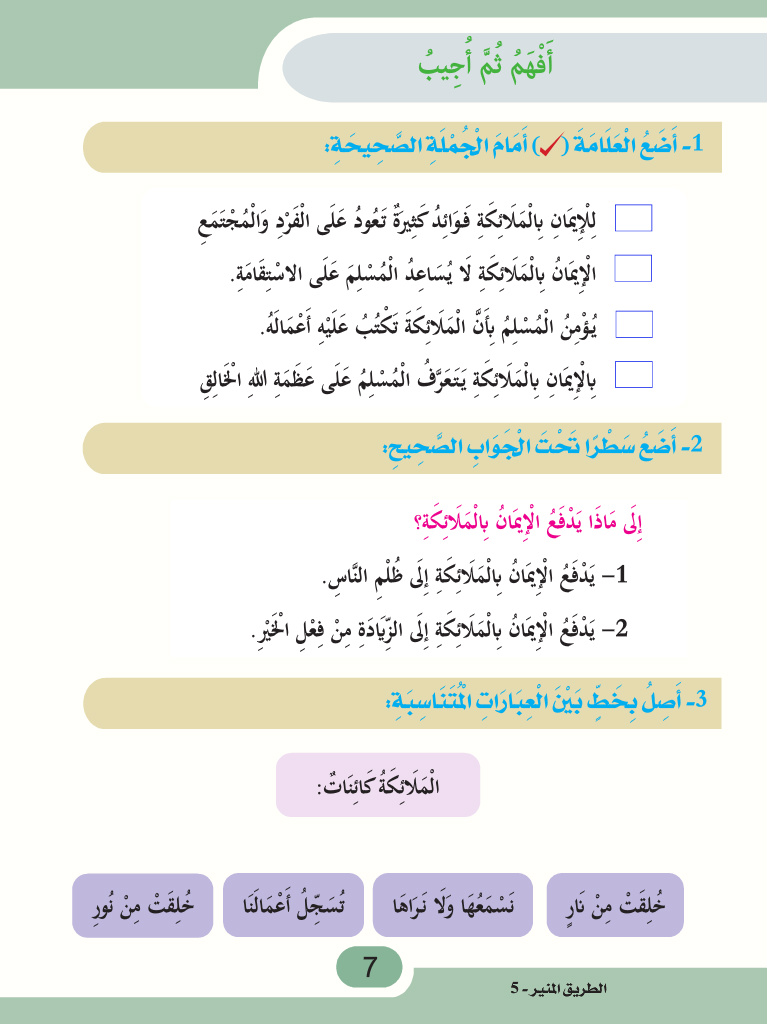 أَفْهَمُ ثُمَّ أُجِيبُ
1- أَضَعُ الْعَلَامَةَ (✓) أَمَامَ الْجُمْلَةِ الصَّحِيحَةِ:
لِلْإِيمَانِ بِالْمَلَائِكَةِ فَوَائِدُ كَثِيرَةٌ تَعُودُ عَلَى الْفَرْدِ وَالْمُجْتَمَعِ
الْإِيمَانُ بِالْمَلَائِكَةِ لَا يُسَاعِدُ الْمُسْلِمَ عَلَى الاسْتِقَامَةِ.
يُؤْمِنُ الْمُسْلِمُ بِأَنَّ الْمَلَائِكَةَ تَكْتُبُ عَلَيْهِ أَعْمَالَهُ.
بِالْإِيمَانِ بِالْمَلَائِكَةِ يَتَعَرَّفُ الْمُسْلِمُ عَلَى عَظَمَةِ اللهِ الْخَالِقِ
2- أَضَعُ سَطْرًا تَحْتَ الْجَوَابِ الصَّحِيحِ:
إِلَى مَاذَا يَدْفَعُ الْإِيمَانُ بِالْمَلَائِكَةِ؟
1- يَدْفَعُ الْإِيمَانُ بِالْمَلَائِكَةِ إِلَى ظُلْمِ النَّاسِ.
2- يَدْفَعُ الْإِيمَانُ بِالْمَلَائِكَةِ إِلَى الزِّيَادَةِ مِنْ فِعْلِ الْخَيْرِ.
3- أَصِلُ بِخَطٍّ بَيْنَ الْعِبَارَاتِ الْمُتَنَاسِبَةِ:
الْمَلَائِكَةُ كَائِنَاتٌ:
خُلِقَتْ مِنْ نَارٍ
نَسْمَعُهَا وَلَا نَرَاهَا
تُسَجِّلُ أَعْمَالَنَا
خُلِقَتْ مِنْ نُورِ
7
الطريق المنير - 5